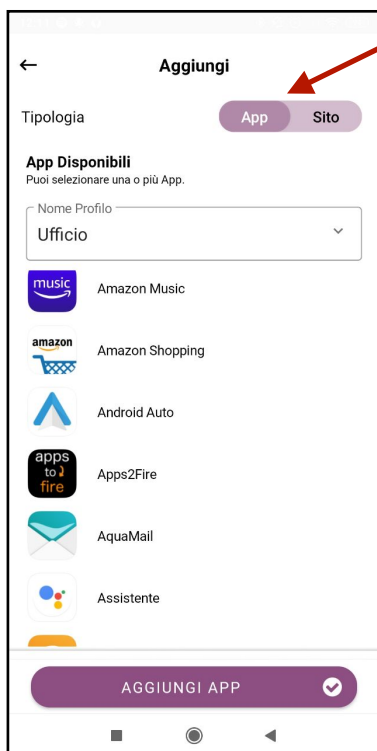 Aggiungi
Tipologia
App
Sito
App Disponibili
Puoi selezionare una o più App.
Nome Profilo
Ufficio
music
Amazon Music
amazon
Amazon Shopping
Android Auto
apps
to
fire
Apps2Fire
AquaMail
Assistente
AGGIUNGI APP